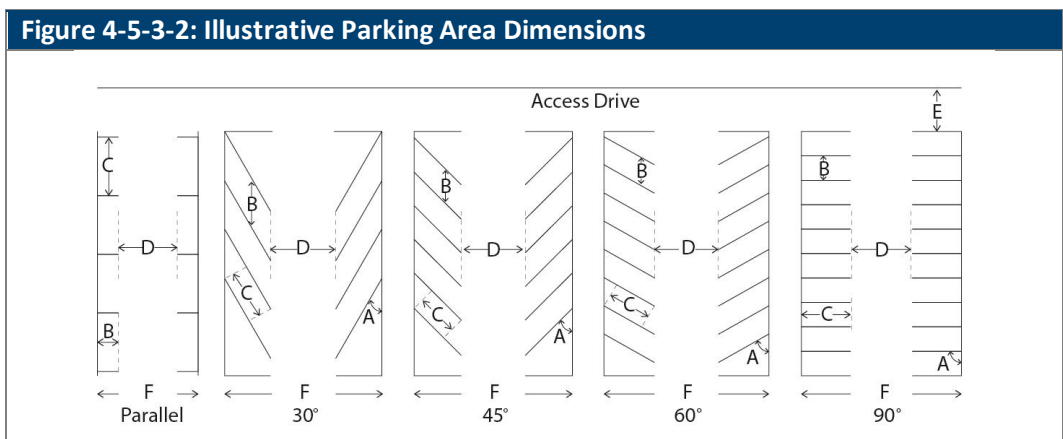 Figure 4-5-3-2: Illustrative Parking Area Dimensions
Access Drive
E
C
B
B
B
B
D
D
D
D
D
C
C
C
C
A
B
A
A
A
F
F
F
F
F
Parallel
30°
45°
60°
90°